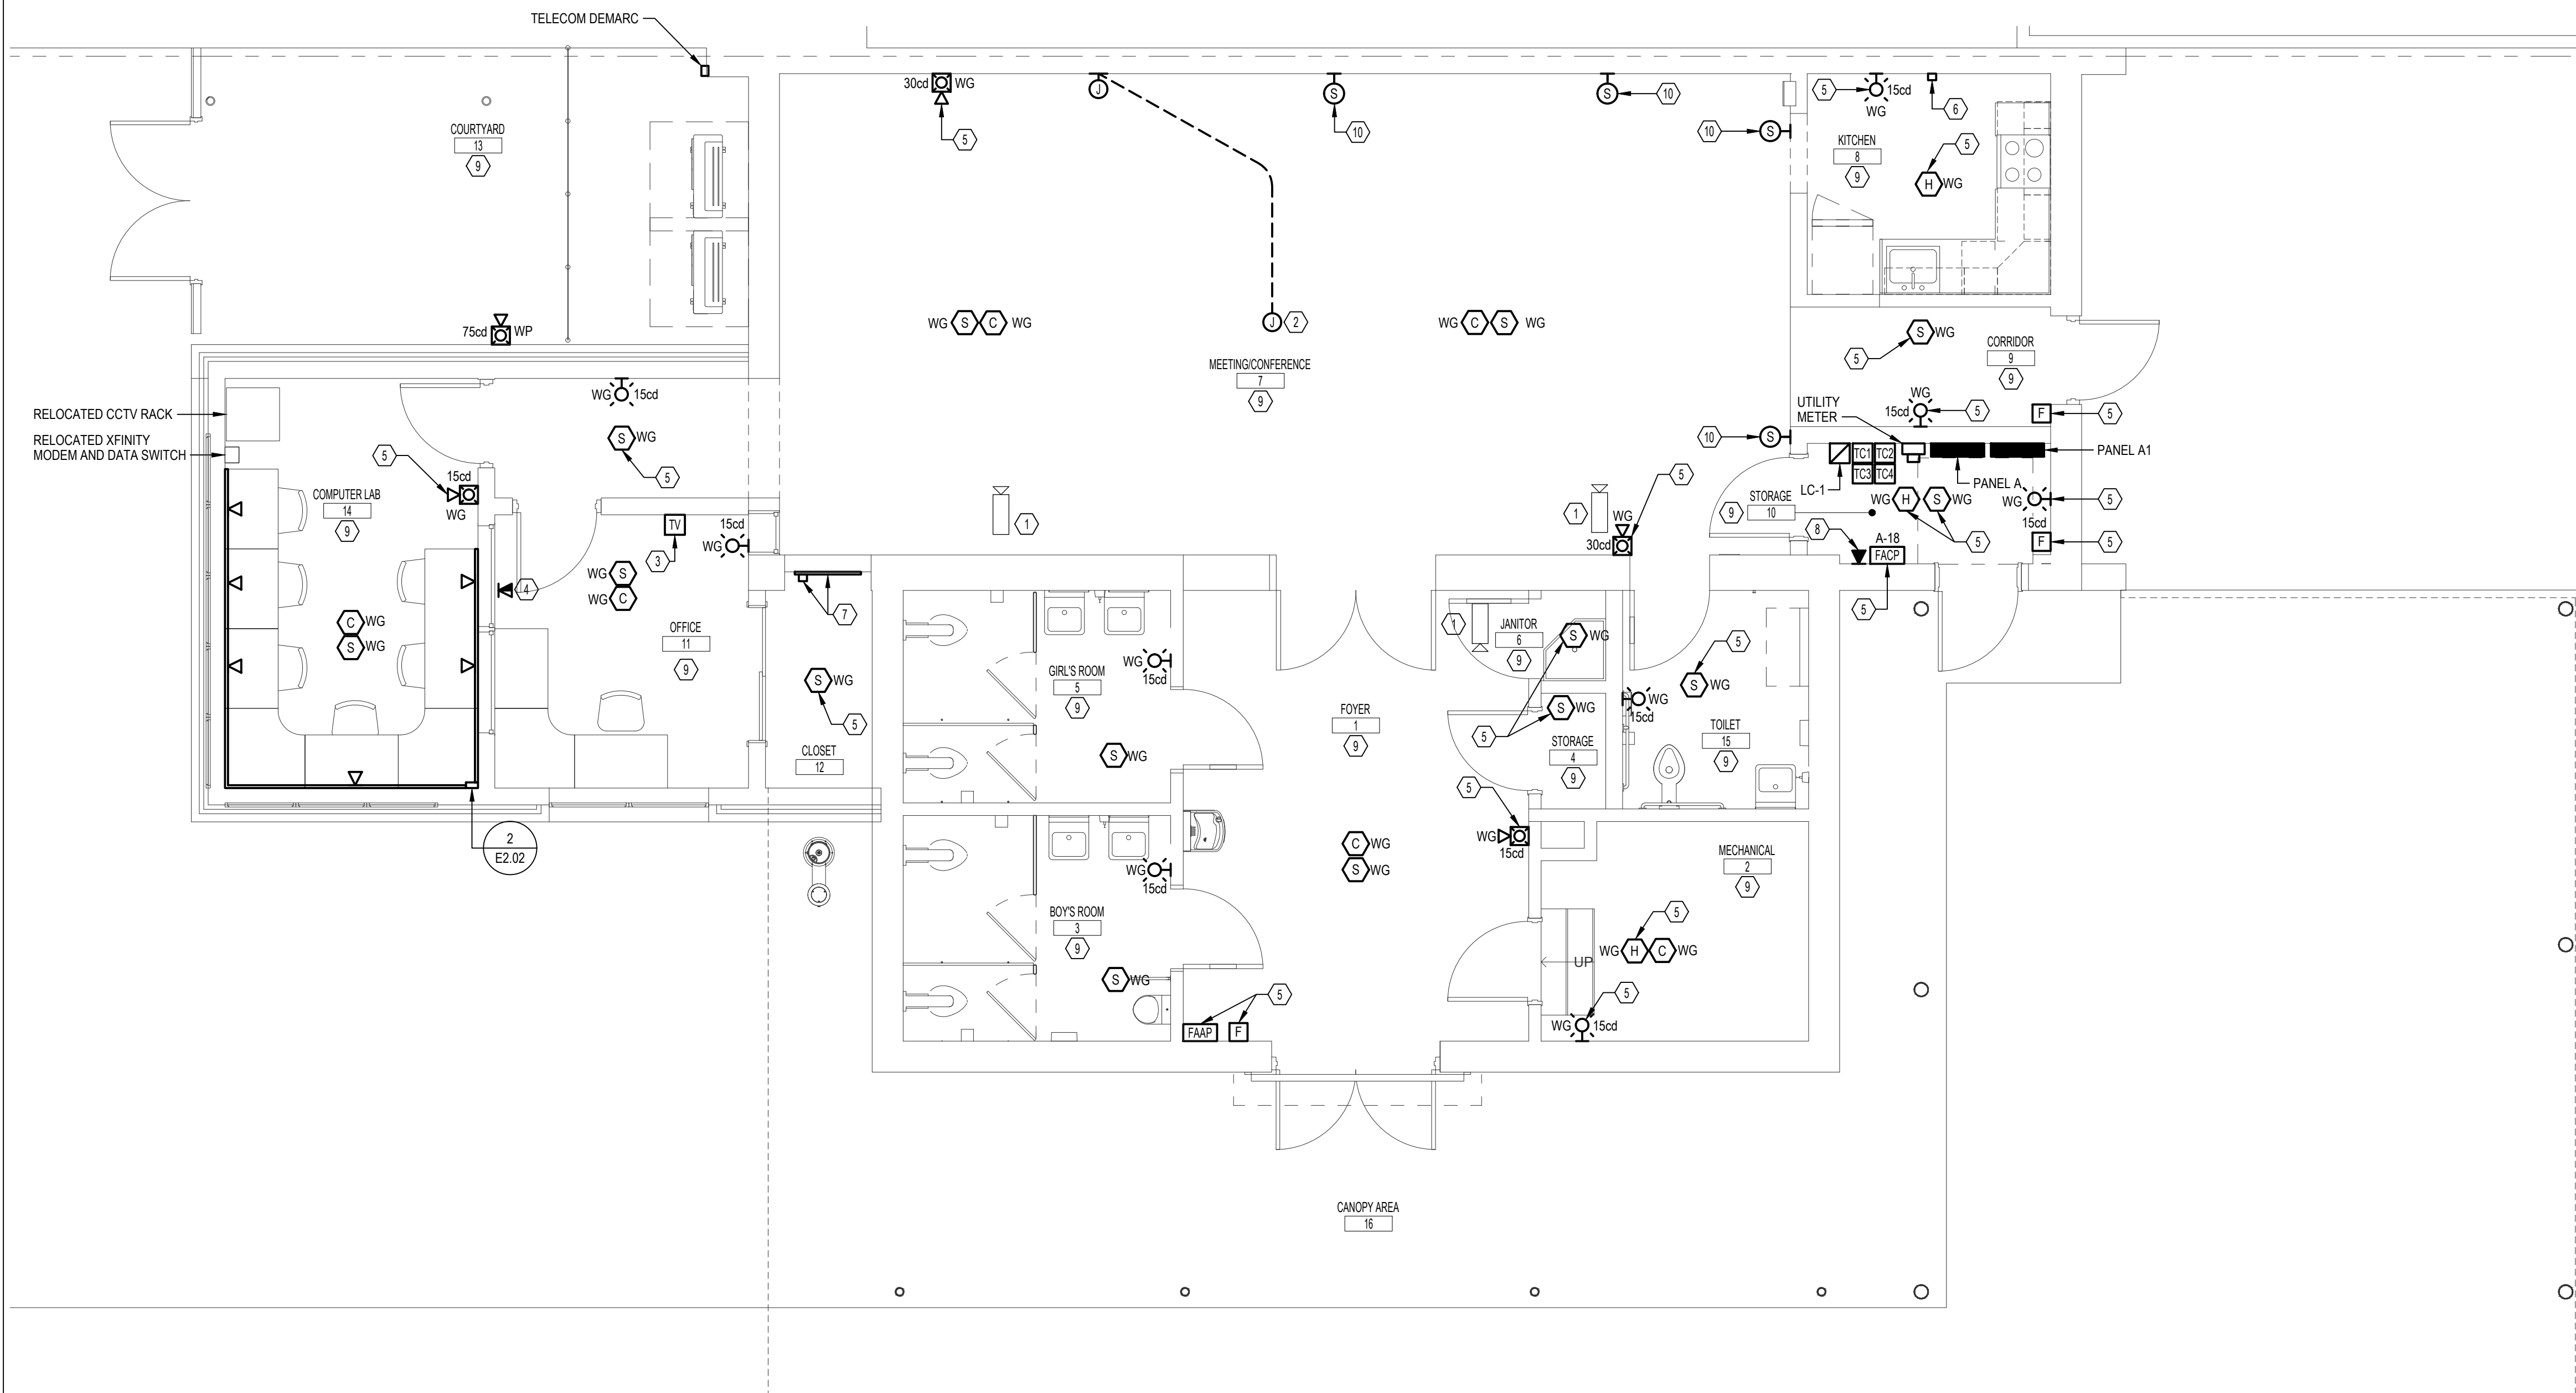 TELECOM DEMARC
30cd WG
5
J
S
10
S
10
10 S
5
15cd
WG
6
COURTYARD
13
9
KITCHEN
8
9
5
H WG
75cd WP
WG S C WG
J 2
WG C S WG
S WG
5
CORRIDOR
9
9
MEETING/CONFERENCE
7
9
WG 15cd
RELOCATED CCTV RACK
RELOCATED XFINITY
MODEM AND DATA SWITCH
UTILITY
METER
WG
15cd
5
F 5
S WG
5
10 S
TC1 TC2
TC3 TC4
PANEL A1
PANEL A
LC-1
5
15cd
WG
COMPUTER LAB
14
9
1
1
5
WG
30cd
STORAGE
10
9
WG H S WG
5
WG
15cd
5
8
A-18
FACP
5
F 5
TV
3
15cd
WG
4
WG S
WG C
7
C WG
S WG
OFFICE
11
9
S WG
5
CLOSET
12
GIRL'S ROOM
5
9
WG
15cd
S WG
FOYER
1
9
1
JANITOR
6
9
S WG
5
S WG
STORAGE
4
9
WG
15cd
5
S WG
TOILET
15
9
2
E2.02
5
WG
15cd
C WG
S WG
WG
15cd
BOY'S ROOM
3
9
S WG
MECHANICAL
2
9
5
WG H C WG
UP
5
WG 15cd
FAAP F
5
CANOPY AREA
16